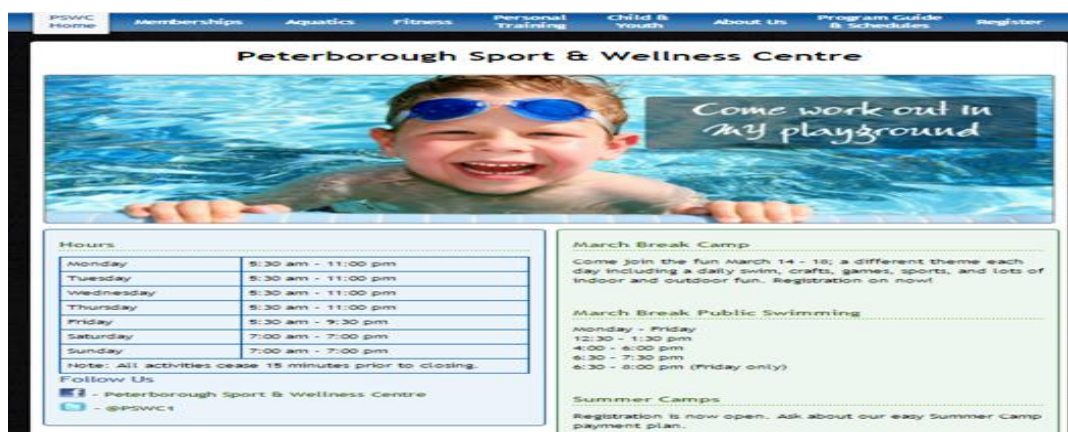 PSWC Home
Memberships
Aquatics
Fitness
Personal Training
Child & Youth
About Us
Program Guide & Schedules
Register
Peterborough Sport & Wellness Centre
Come work out in
my playground
Hours
Monday 5:30 am - 11:00 pm
Tuesday 5:30 am - 11:00 pm
Wednesday 5:30 am - 11:00 pm
Thursday 5:30 am - 11:00 pm
Friday 5:30 am - 9:30 pm
Saturday 7:00 am - 7:00 pm
Sunday 7:00 am - 7:00 pm
Note: All activities cease 15 minutes prior to closing.
Follow Us
- Peterborough Sport & Wellness Centre
- @PSWC1
March Break Camp
Come join the fun March 14 - 18; a different theme each
day including a daily swim, crafts, games, sports, and lots of
indoor and outdoor fun. Registration on now!
March Break Public Swimming
Monday - Friday
12:30 - 1:30 pm
4:00 - 6:00 pm
6:30 - 7:30 pm
6:30 - 8:00 pm (Friday only)
Summer Camps
Registration is now open. Ask about our easy Summer Camp
payment plan.